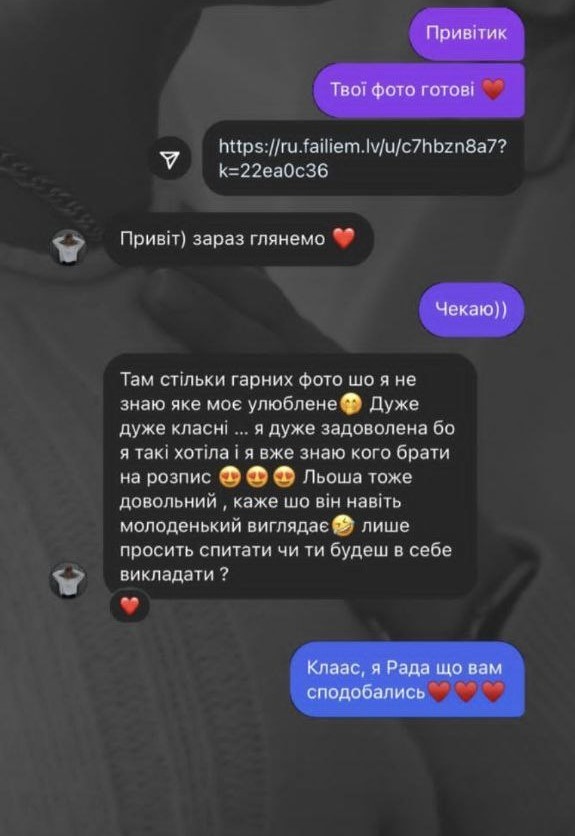 Привітик
Твої фото готові ❤️
https://ru.failiem.lv/u/c7hbzn8a7?
k=22ea0c36
Привіт) зараз глянемо ❤️
Чекаю))
Там стільки гарних фото шо я не
знаю яке моє улюблене🤭 Дуже
дуже класні ... я дуже задоволена бо
я такі хотіла і я вже знаю кого брати
на розпис 😍😍😍 Льоша тоже
довольний , каже шо він навіть
молоденький виглядає🤣 лише
просить спитати чи ти будеш в себе
викладати ?
❤️
Клаас, я Рада що вам
сподобались❤️❤️❤️